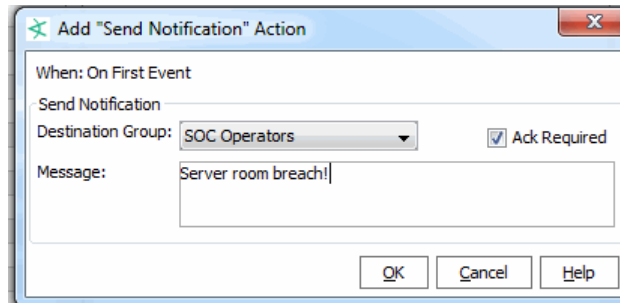 Add "Send Notification" Action
When: On First Event
Send Notification
Destination Group: SOC Operators Ack Required
Message: Server room breach!
OK Cancel Help